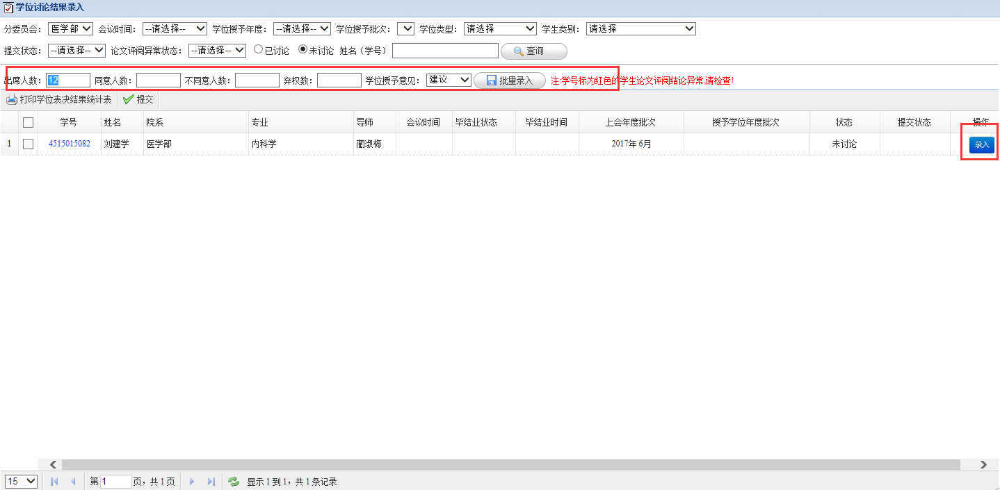 学位讨论结果录入
分委员会： 医学部 会议时间： --请选择-- 学位授予年度： --请选择-- 学位授予批次： 学位类型： 请选择 学生类别： 请选择
提交状态： --请选择-- 论文评阅异常状态： --请选择-- 已讨论 未讨论 姓名（学号） 查询
出席人数： 12 同意人数： 不同意人数： 弃权数： 学位授予意见： 建议 批量录入 注:学号标为红色的学生论文评阅结论异常,请检查!
打印学位表决结果统计表 提交
学号 姓名 院系 专业 导师 会议时间 毕结业状态 毕结业时间 上会年度批次 授予学位年度批次 状态 提交状态 操作
1 4515015082 刘建学 医学部 内科学 蔺淑梅 2017年 6月 未讨论 录入
15 第 1 页，共 1 页 显示 1 到 1，共 1 条记录